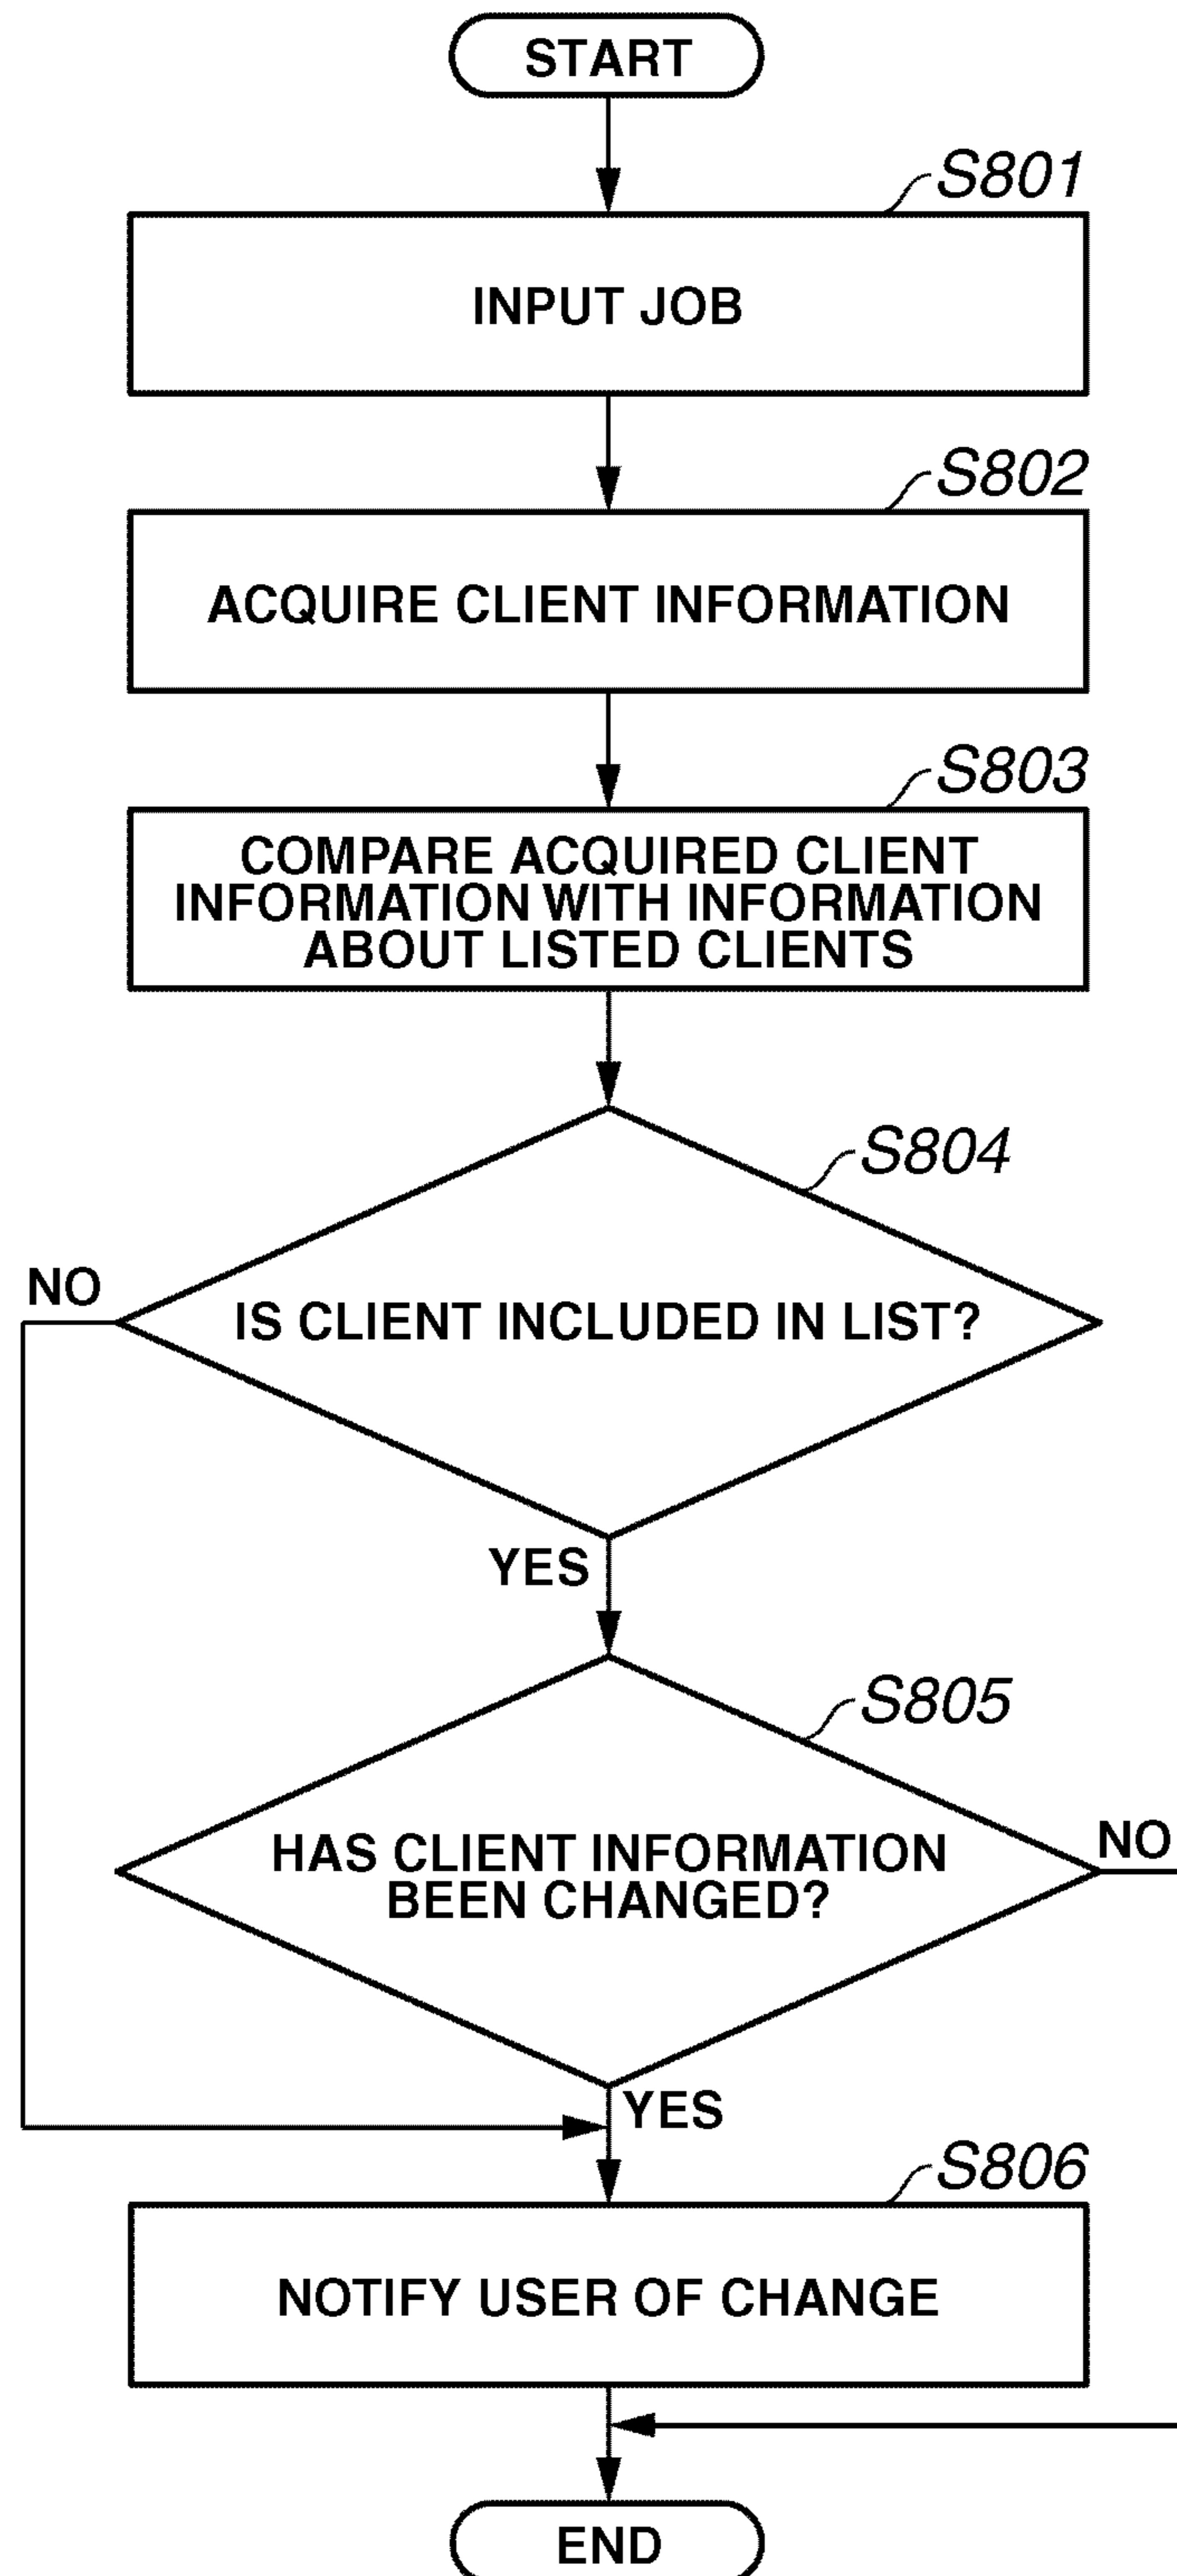 START
S801
INPUT JOB
S802
ACQUIRE CLIENT INFORMATION
S803
COMPARE ACQUIRED CLIENT
INFORMATION WITH INFORMATION
ABOUT LISTED CLIENTS
S804
NO
IS CLIENT INCLUDED IN LIST?
YES
S805
HAS CLIENT INFORMATION
BEEN CHANGED?
NO
YES
S806
NOTIFY USER OF CHANGE
END